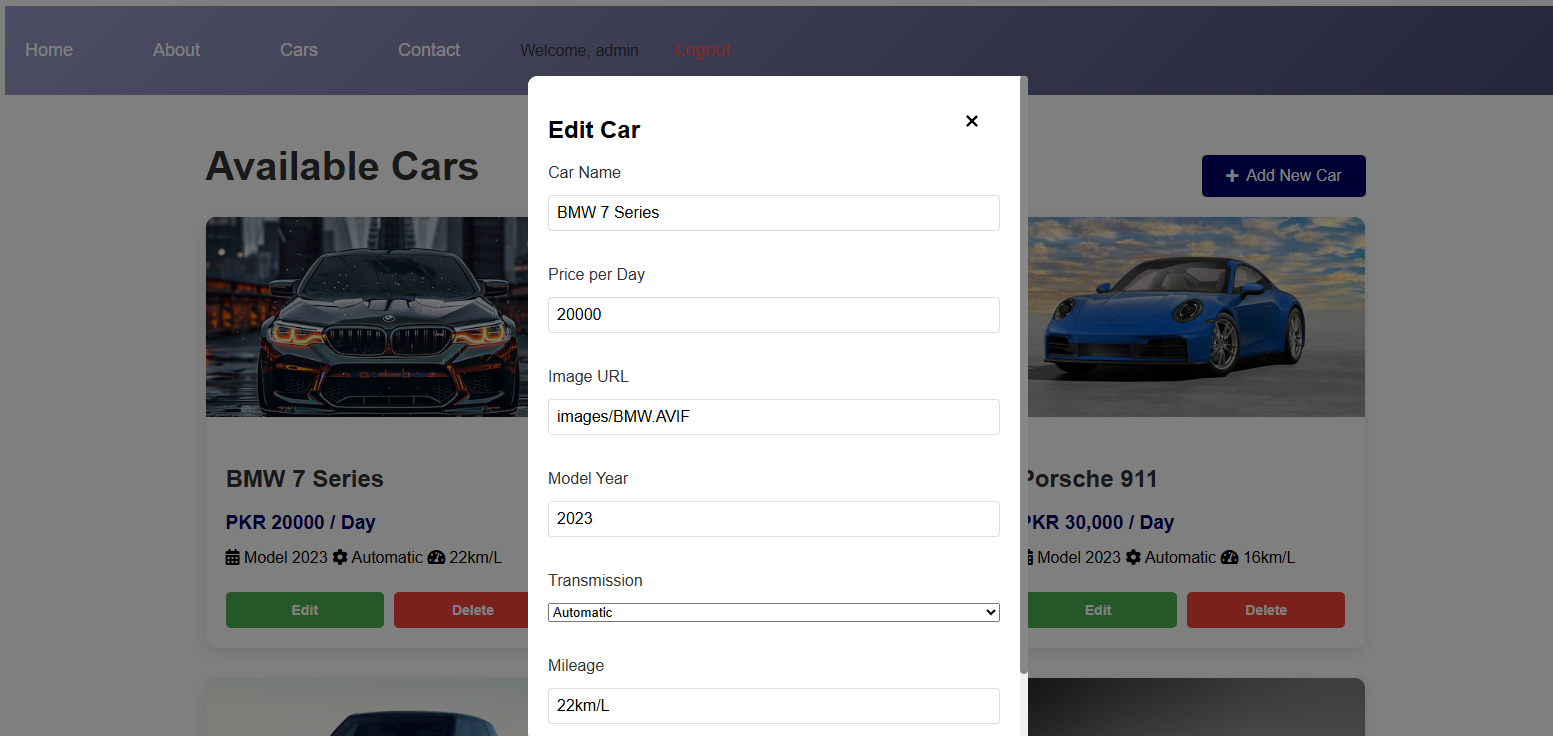 Home About Cars Contact Welcome, admin Logout
Available Cars
+ Add New Car
Edit Car ×
Car Name
BMW 7 Series
Price per Day
20000
Image URL
images/BMW.AVIF
Model Year
2023
Transmission
Automatic
Mileage
22km/L
BMW 7 Series
PKR 20000 / Day
Model 2023 Automatic 22km/L
Edit Delete
Porsche 911
PKR 30,000 / Day
Model 2023 Automatic 16km/L
Edit Delete